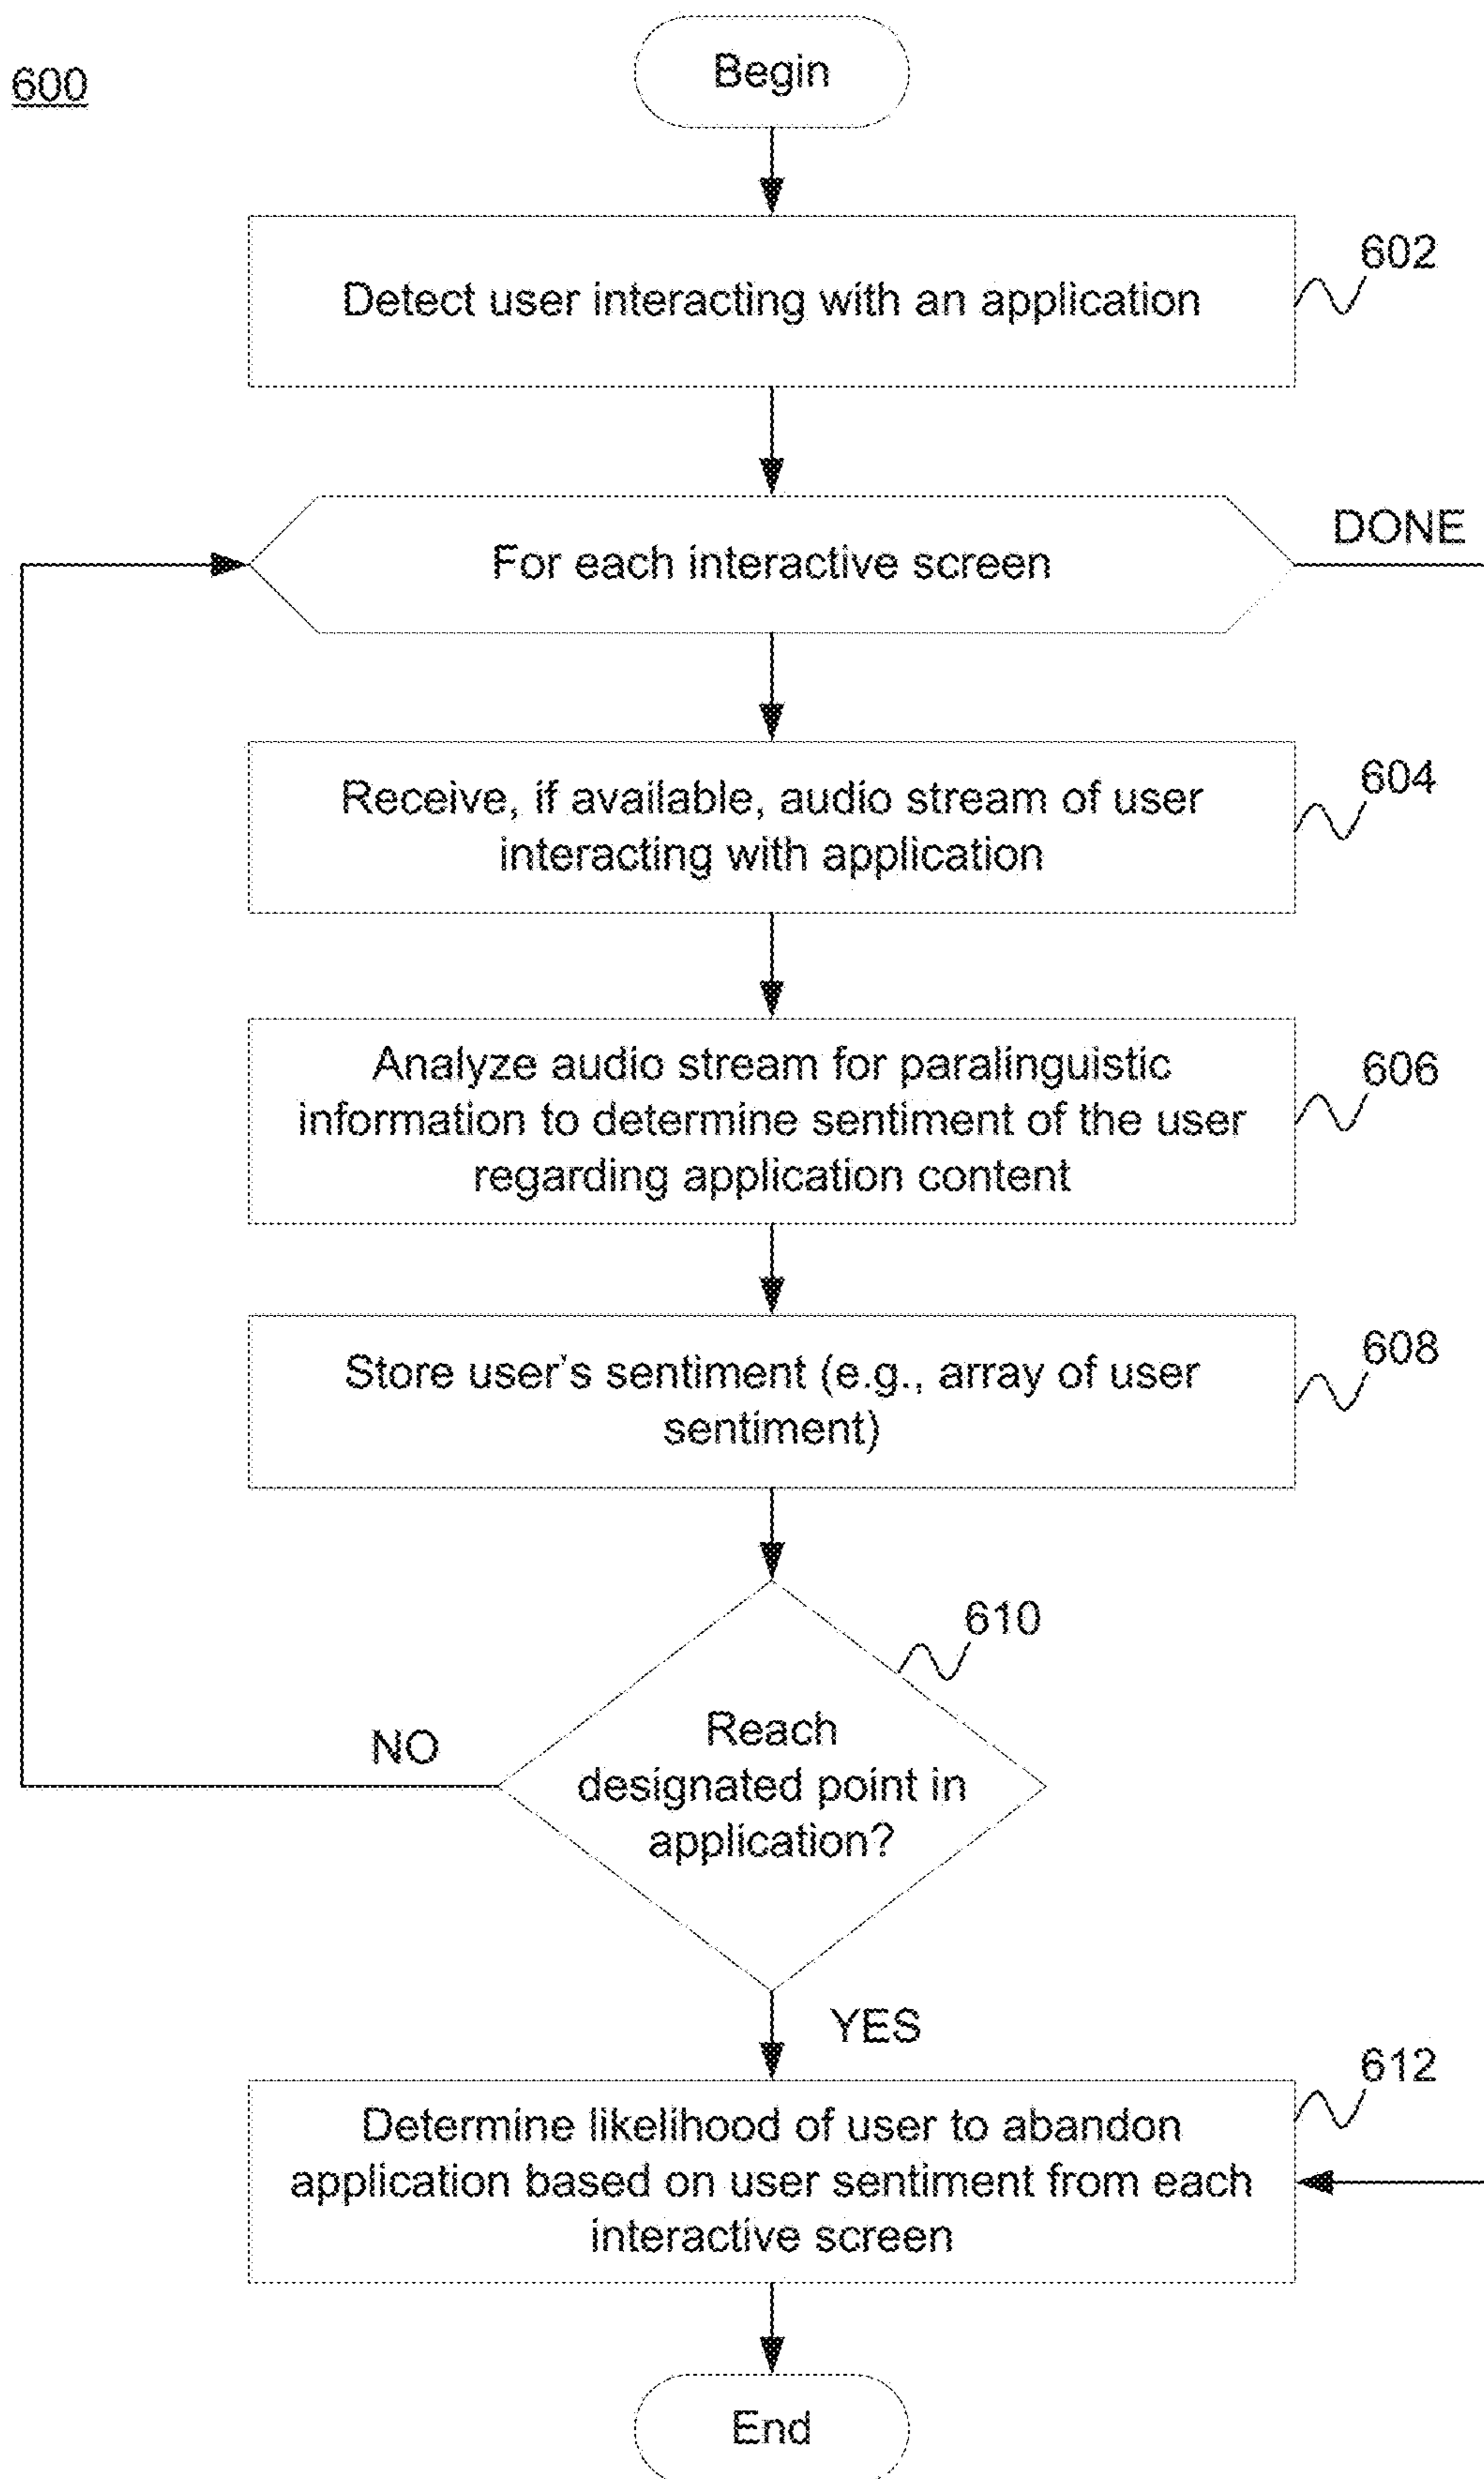 600
Begin
Detect user interacting with an application
602
For each interactive screen
DONE
Receive, if available, audio stream of user
interacting with application
604
Analyze audio stream for paralinguistic
information to determine sentiment of the user
regarding application content
606
Store user's sentiment (e.g., array of user
sentiment)
608
Reach
designated point in
application?
610
NO
YES
Determine likelihood of user to abandon
application based on user sentiment from each
interactive screen
612
End